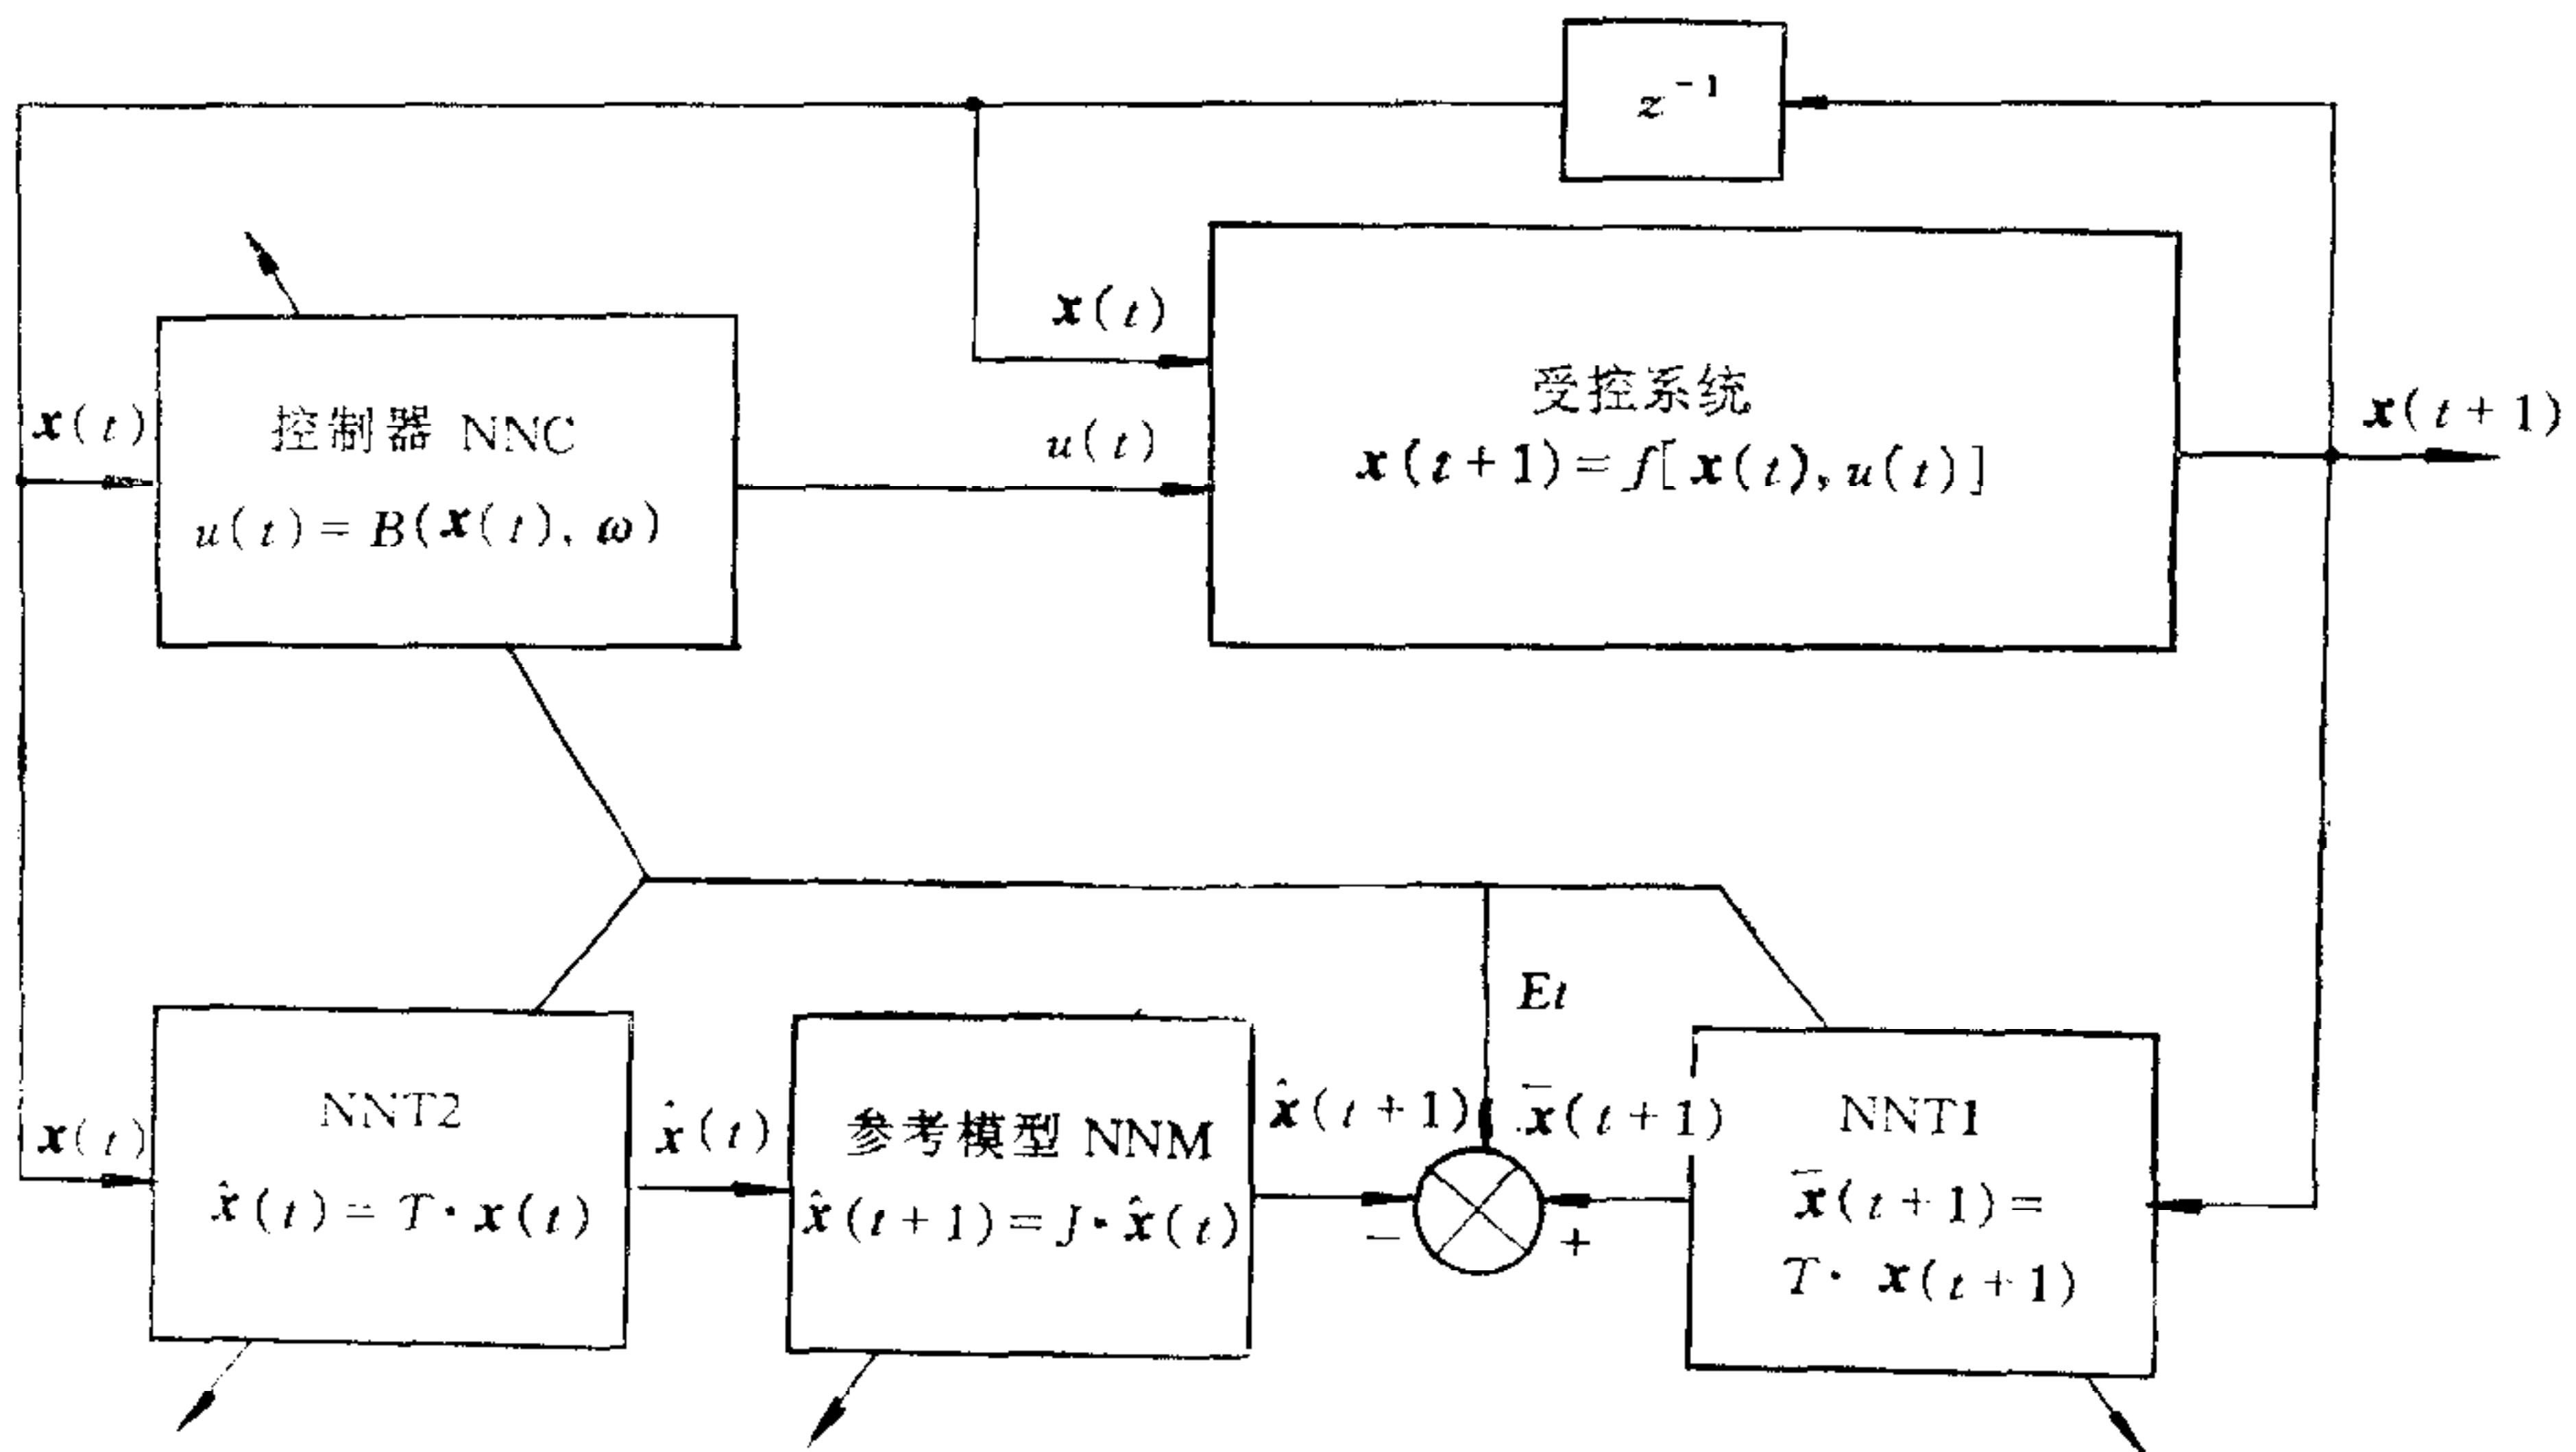 z⁻¹
x(t)
控制器 NNC
u(t) = B(x(t), ω)
x(t)
u(t)
受控系统
x(t+1) = f[x(t), u(t)]
x(t+1)
Et
x(t)
NNT2
x̂(t) = T·x(t)
x̂(t)
参考模型 NNM
x̂(t+1) = J·x̂(t)
x̂(t+1)
−
x̄(t+1)
+
NNT1
x̄(t+1) =
T· x(t+1)